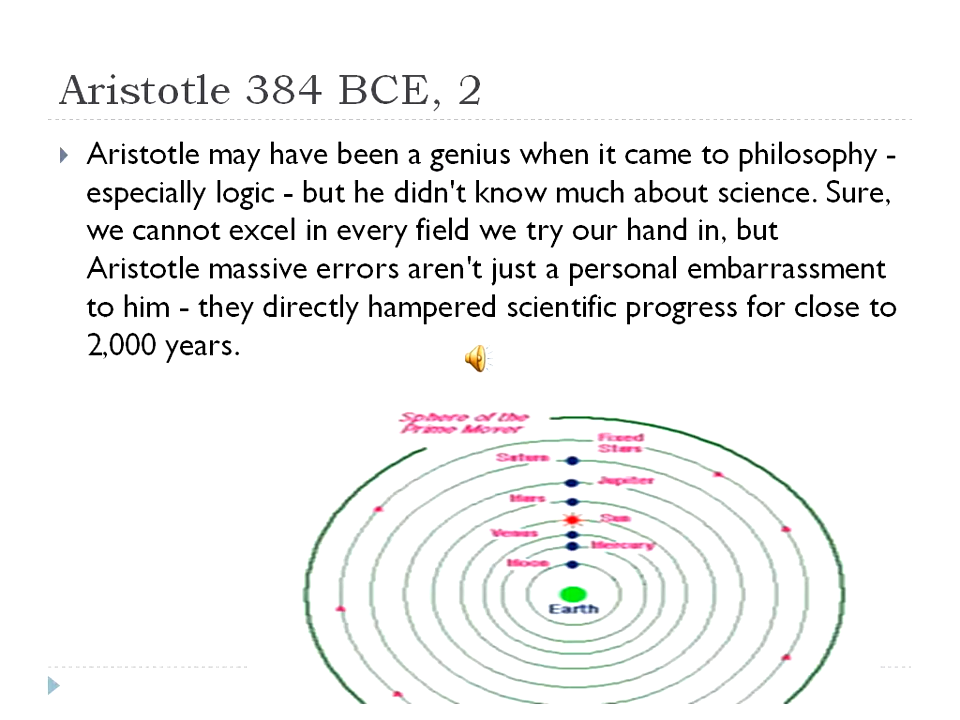 Aristotle 384 BCE, 2
Aristotle may have been a genius when it came to philosophy -
especially logic - but he didn't know much about science. Sure,
we cannot excel in every field we try our hand in, but
Aristotle massive errors aren't just a personal embarrassment
to him - they directly hampered scientific progress for close to
2,000 years.
Sphere of the
Prime Mover
Fixed
Stars
Saturn
Jupiter
Mars
Sun
Venus
Mercury
Moon
Earth